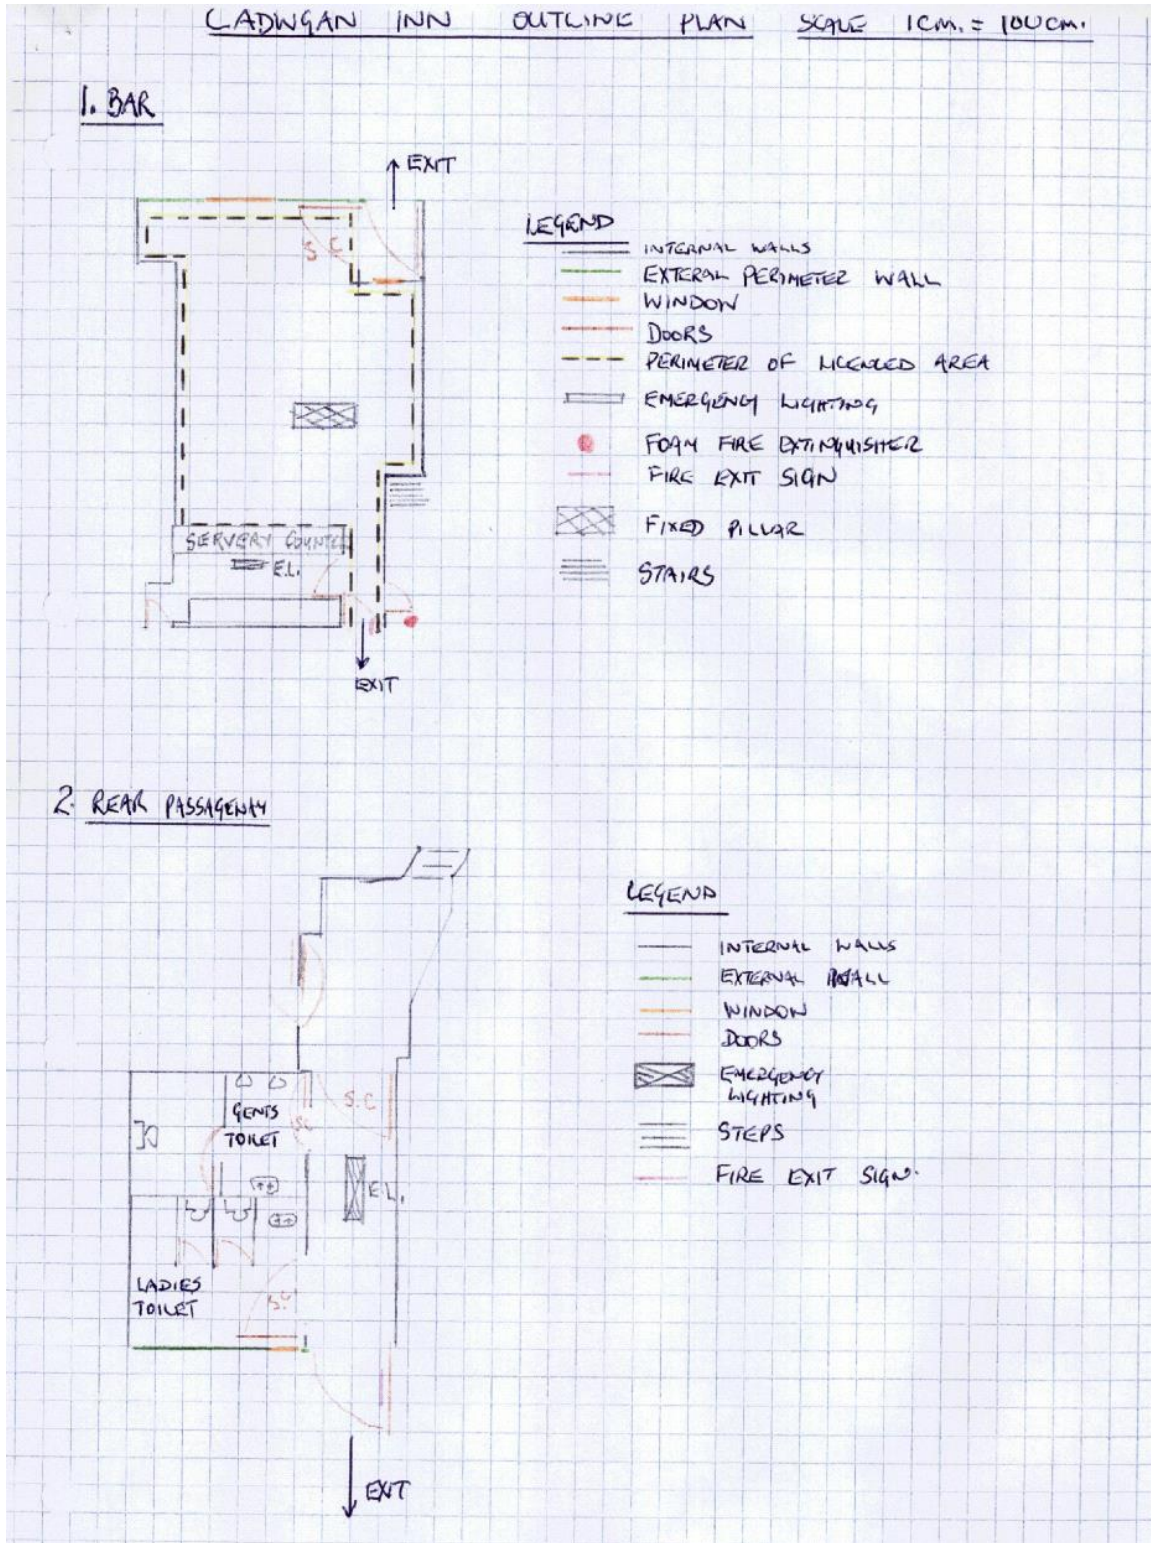 CADWGAN INN OUTLINE PLAN SCALE 1CM. = 100CM.
1. BAR
EXIT
S.C
SERVERY COUNTER
E.L.
EXIT
LEGEND
INTERNAL WALLS
EXTERAL PERIMETER WALL
WINDOW
DOORS
PERIMETER OF LICENCED AREA
EMERGENCY LIGHTING
FOAM FIRE EXTINGUISHER
FIRE EXIT SIGN
FIXED PILLAR
STAIRS
2. REAR PASSAGEWAY
GENTS
TOILET
S.C
S.C
E.L.
LADIES
TOILET
S.C
EXIT
LEGEND
INTERNAL WALLS
EXTERNAL WALL
WINDOW
DOORS
EMERGENCY
LIGHTING
STEPS
FIRE EXIT SIGN.